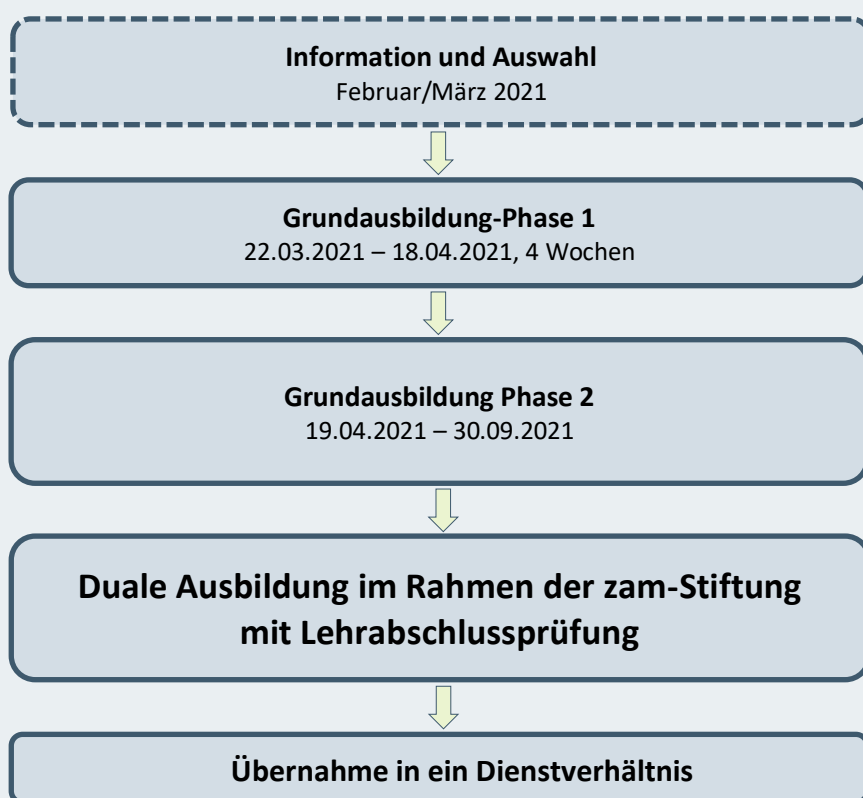 Information und Auswahl
Februar/März 2021
Grundausbildung-Phase 1
22.03.2021 – 18.04.2021, 4 Wochen
Grundausbildung Phase 2
19.04.2021 – 30.09.2021
Duale Ausbildung im Rahmen der zam-Stiftung
mit Lehrabschlussprüfung
Übernahme in ein Dienstverhältnis